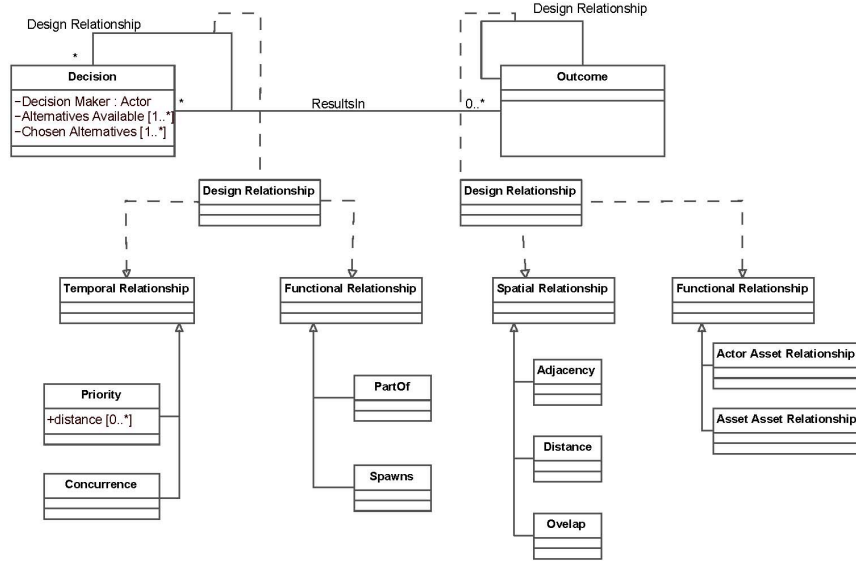 Design Relationship
Design Relationship
*
Decision
Outcome
−Decision Maker : Actor
−Alternatives Available [1..*]
−Chosen Alternatives [1..*]
*
ResultsIn
0..*
Design Relationship
Design Relationship
Temporal Relationship
Functional Relationship
Spatial Relationship
Functional Relationship
Priority
+distance [0..*]
Concurrence
PartOf
Spawns
Adjacency
Distance
Ovelap
Actor Asset Relationship
Asset Asset Relationship